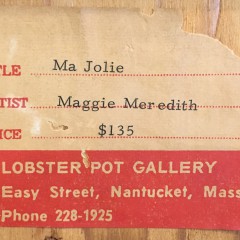 TLE Ma Jolie
TIST Maggie Meredith
ICE $135
LOBSTER POT GALLERY
Easy Street, Nantucket, Mass
Phone 228-1925